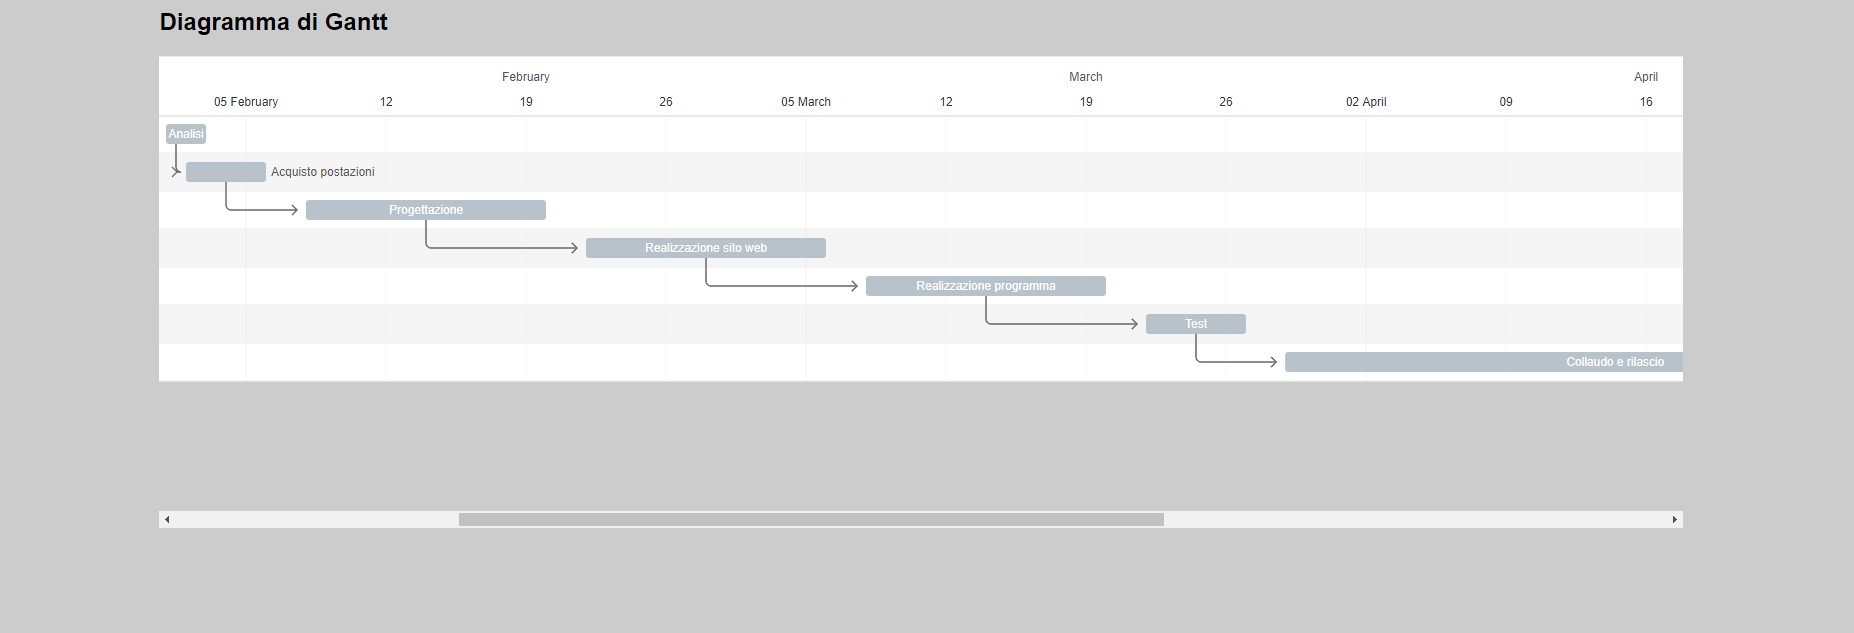 Diagramma di Gantt
February March April
05 February 12 19 26 05 March 12 19 26 02 April 09 16
Analisi
Acquisto postazioni
Progettazione
Realizzazione sito web
Realizzazione programma
Test
Collaudo e rilascio